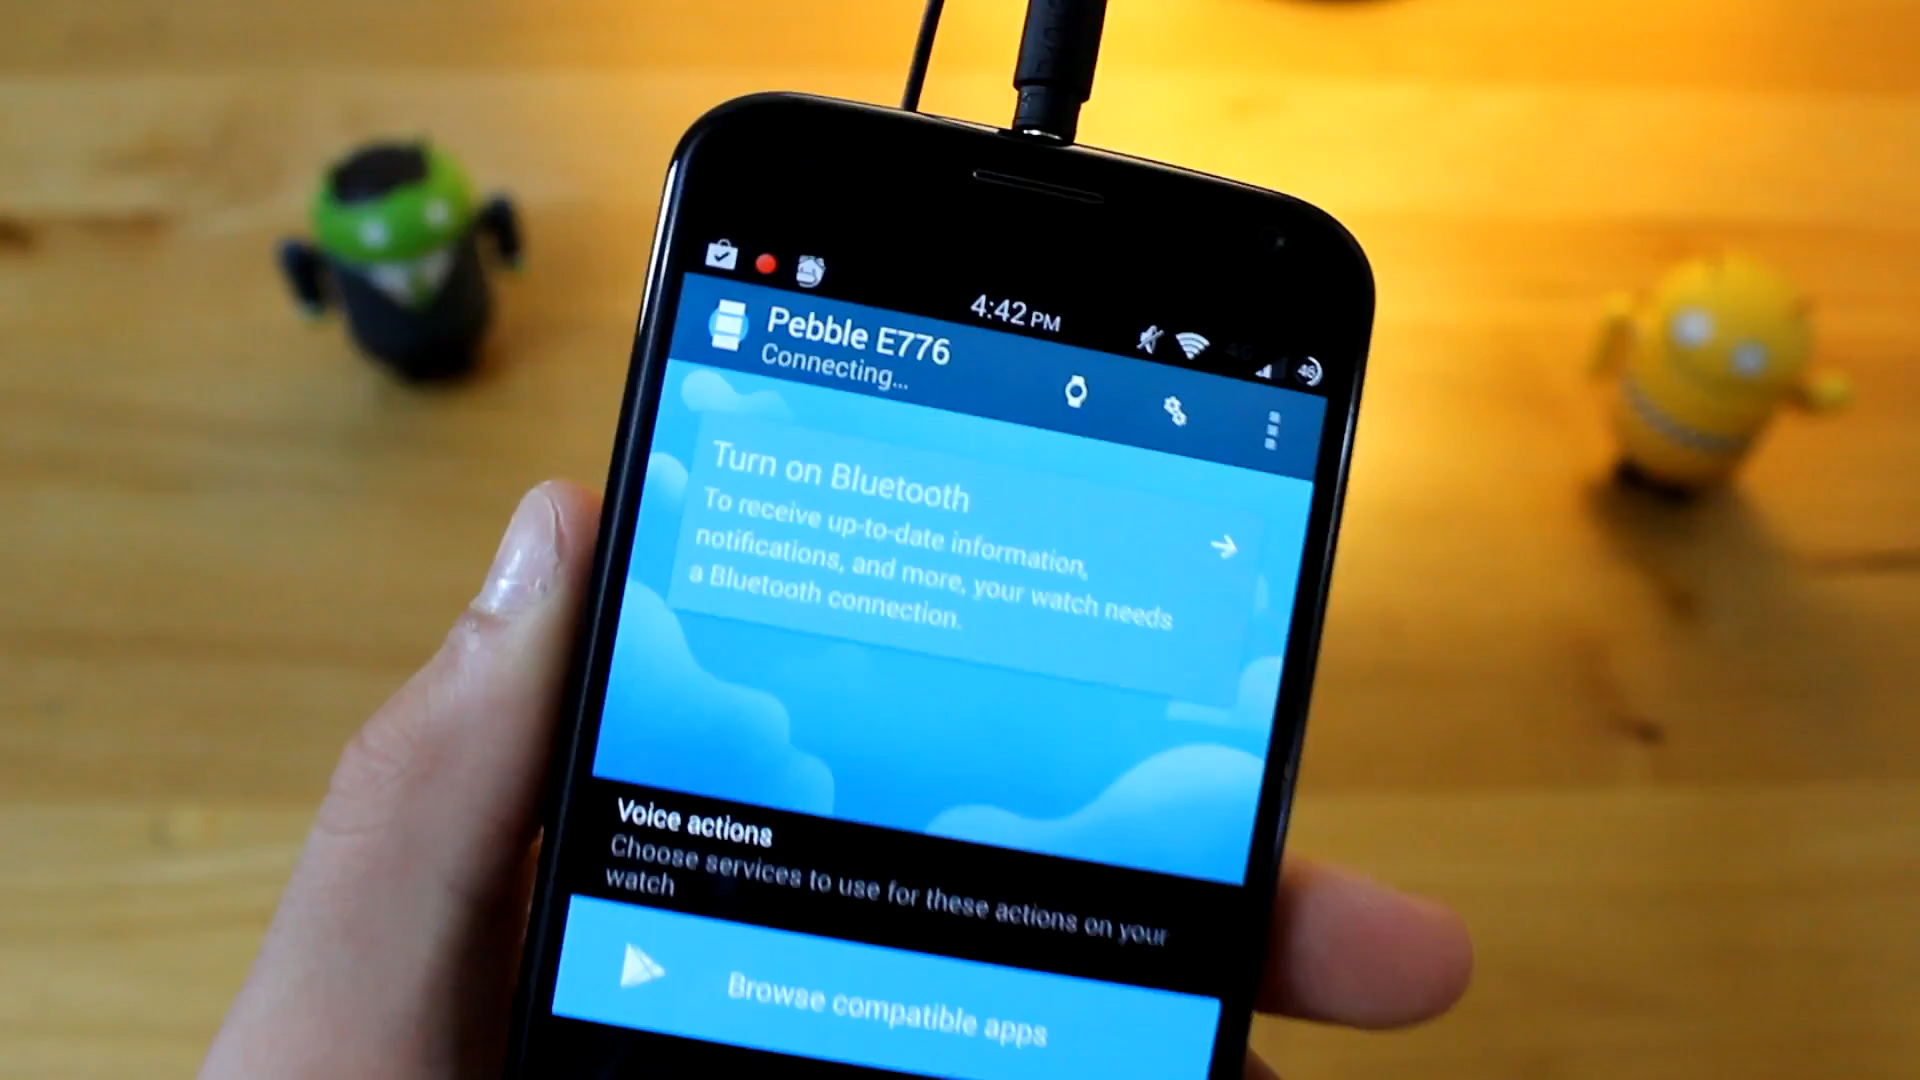 4:42 PM
46
Pebble E776
Connecting...
Turn on Bluetooth
To receive up-to-date information,
notifications, and more, your watch needs
a Bluetooth connection.
Voice actions
Choose services to use for these actions on your
watch
Browse compatible apps